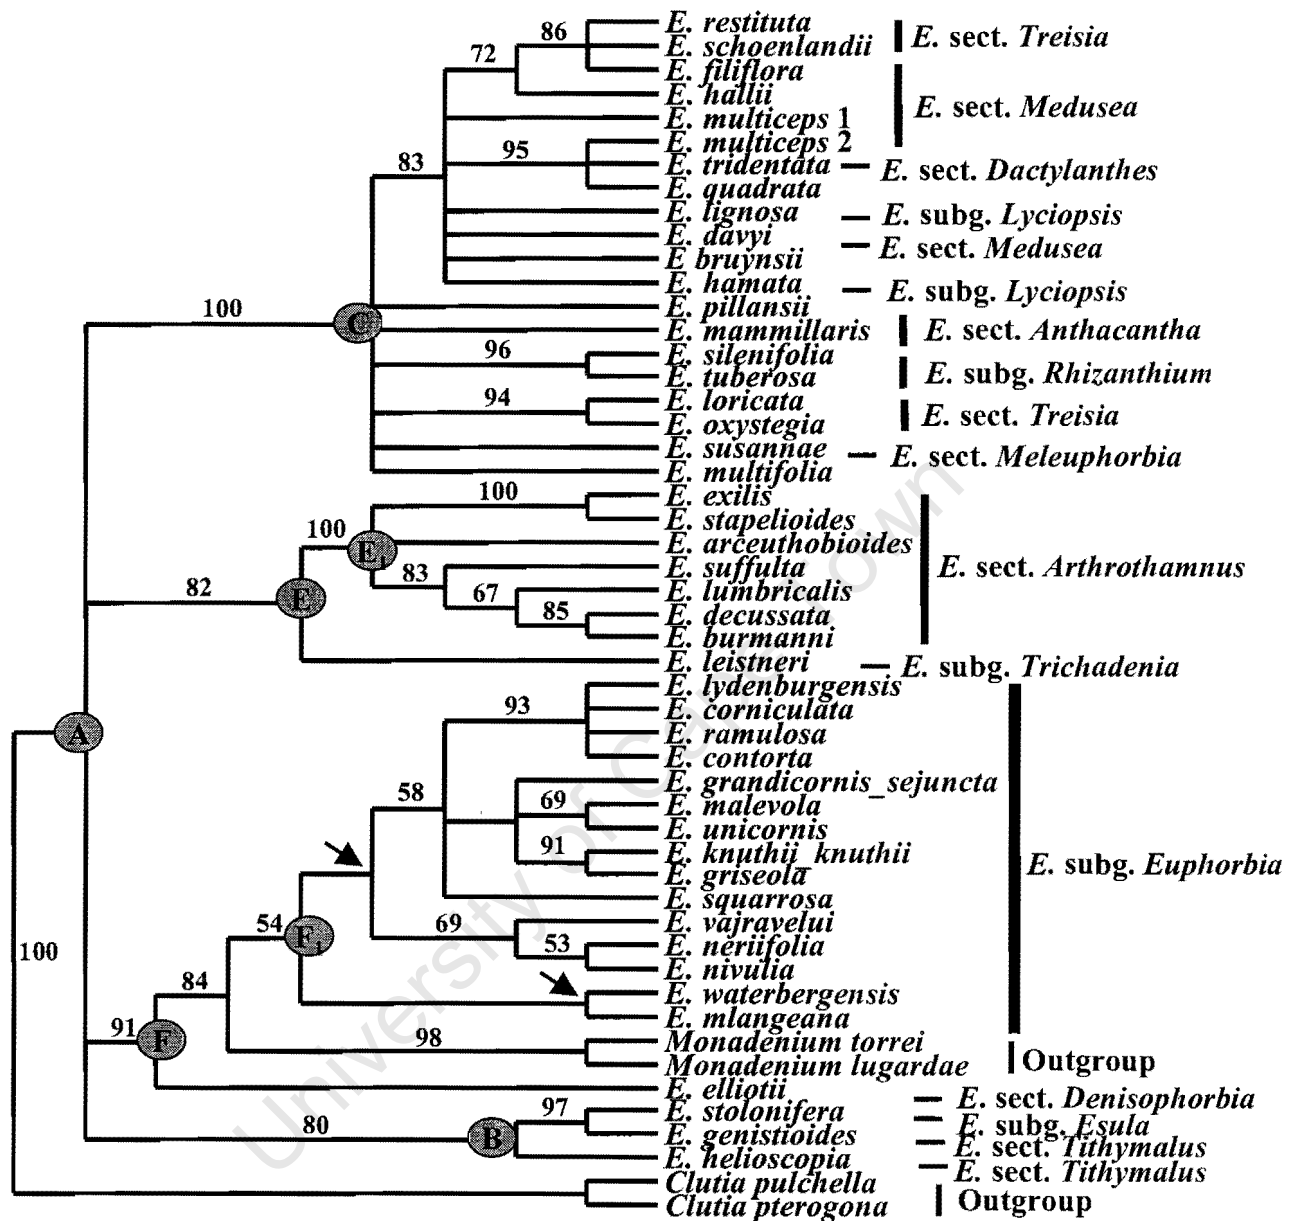 86
E. restituta
E. schoenlandii
E. sect. Treisia
72
E. filiflora
E. hallii
E. multiceps 1
E. sect. Medusea
E. multiceps 2
83
95
E. tridentata
E. sect. Dactylanthes
E. quadrata
E. lignosa
E. subg. Lyciopsis
E. davyi
E. sect. Medusea
E bruynsii
E. hamata
E. subg. Lyciopsis
100
C
E. pillansii
E. mammillaris
E. sect. Anthacantha
96
E. silenifolia
E. tuberosa
E. subg. Rhizanthium
94
E. loricata
E. oxystegia
E. sect. Treisia
E. susannae
E. sect. Meleuphorbia
E. multifolia
100
E. exilis
E. stapelioides
100
E1
E. arceuthobioides
E. sect. Arthrothamnus
83
E. suffulta
82
E
67
E. lumbricalis
85
E. decussata
E. burmanni
E. leistneri
E. subg. Trichadenia
E. lydenburgensis
93
E. corniculata
A
E. ramulosa
E. contorta
E. grandicornis_sejuncta
58
69
E. malevola
E. unicornis
91
E. knuthii_knuthii
E. subg. Euphorbia
E. griseola
E. squarrosa
E. vajravelui
54
F1
69
53
E. neriifolia
100
E. nivulia
84
E. waterbergensis
E. mlangeana
91
F
98
Monadenium torrei
Monadenium lugardae
Outgroup
E. elliotii
E. sect. Denisophorbia
97
E. stolonifera
E. subg. Esula
80
B
E. genistioides
E. sect. Tithymalus
E. helioscopia
E. sect. Tithymalus
Clutia pulchella
Clutia pterogona
Outgroup
University of Cape Town